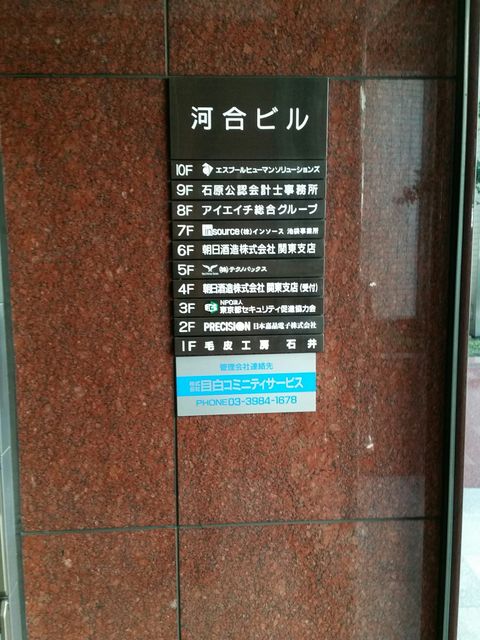 河合ビル
10F エスプールヒューマンソリューションズ
9F 石原公認会計士事務所
8F アイエイチ総合グループ
7F insource (株)インソース 池袋事業所
6F 朝日酒造株式会社 関東支店
5F (株)テクノバックス
4F 朝日酒造株式会社 関東支店(受付)
3F NPO法人
東京都セキュリティ促進協力会
2F PRECISION 日本嘉晶電子株式会社
1F 毛皮工房 石井
管理会社連絡先
株式会社 目白コミニティサービス
PHONE 03-3984-1678